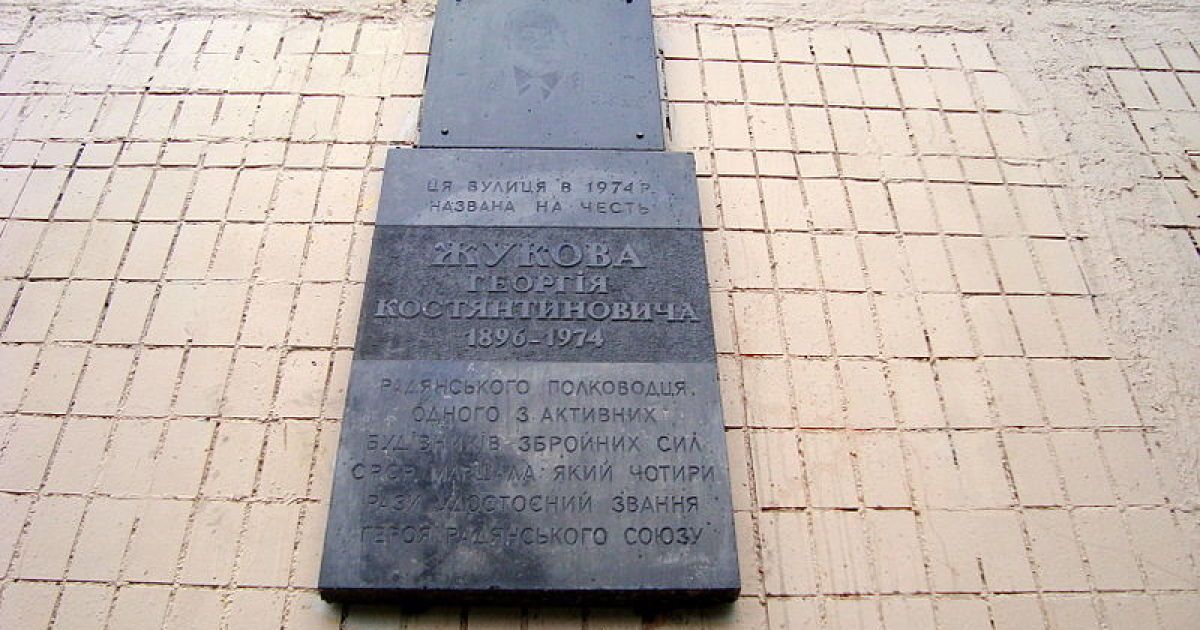 ЦЯ ВУЛИЦЯ В 1974 Р.
НАЗВАНА НА ЧЕСТЬ
ЖУКОВА
ГЕОРГІЯ
КОСТЯНТИНОВИЧА
1896-1974
РАДЯНСЬКОГО ПОЛКОВОДЦЯ,
ОДНОГО З АКТИВНИХ
БУДІВНИКІВ ЗБРОЙНИХ СИЛ
СРСР МАРШАЛА ЯКИЙ ЧОТИРИ
РАЗИ УДОСТОЄНИЙ ЗВАННЯ
ГЕРОЯ РАДЯНСЬКОГО СОЮЗУ